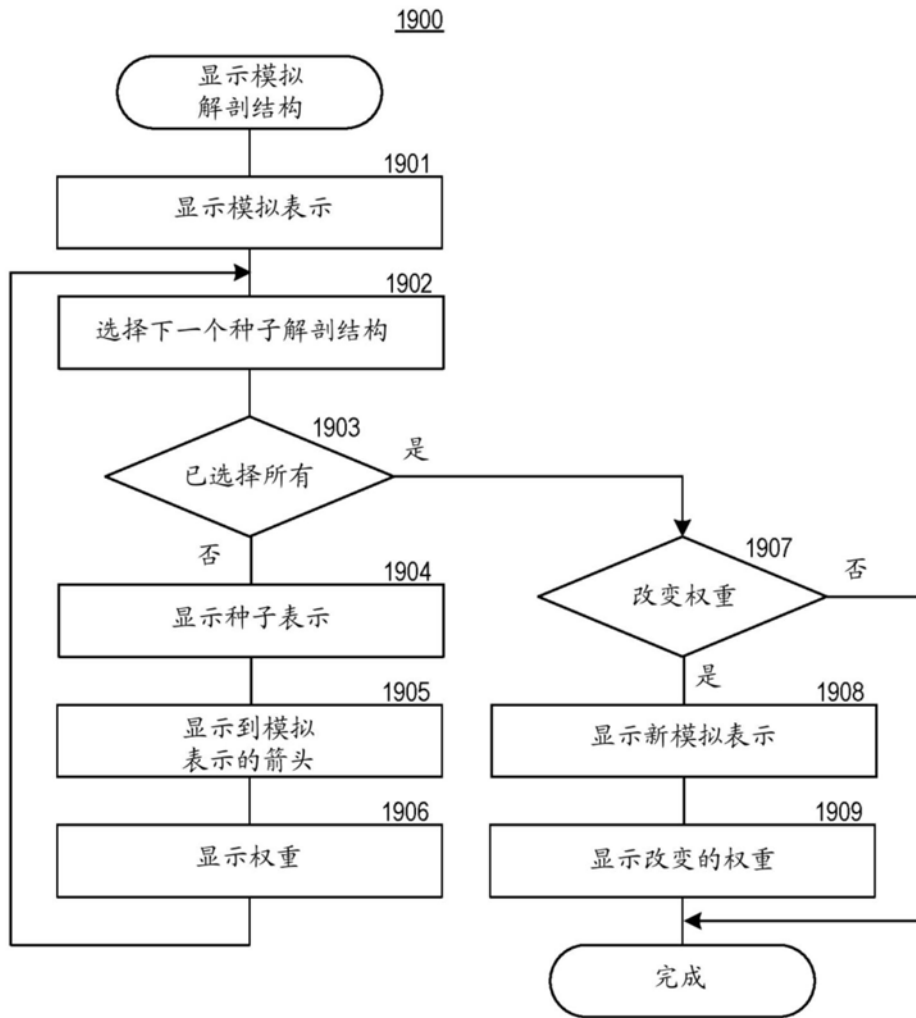 1900
显示模拟
解剖结构
1901
显示模拟表示
1902
选择下一个种子解剖结构
1903
已选择所有
是
否
1904
显示种子表示
1905
显示到模拟
表示的箭头
1906
显示权重
1907
改变权重
否
是
1908
显示新模拟表示
1909
显示改变的权重
完成